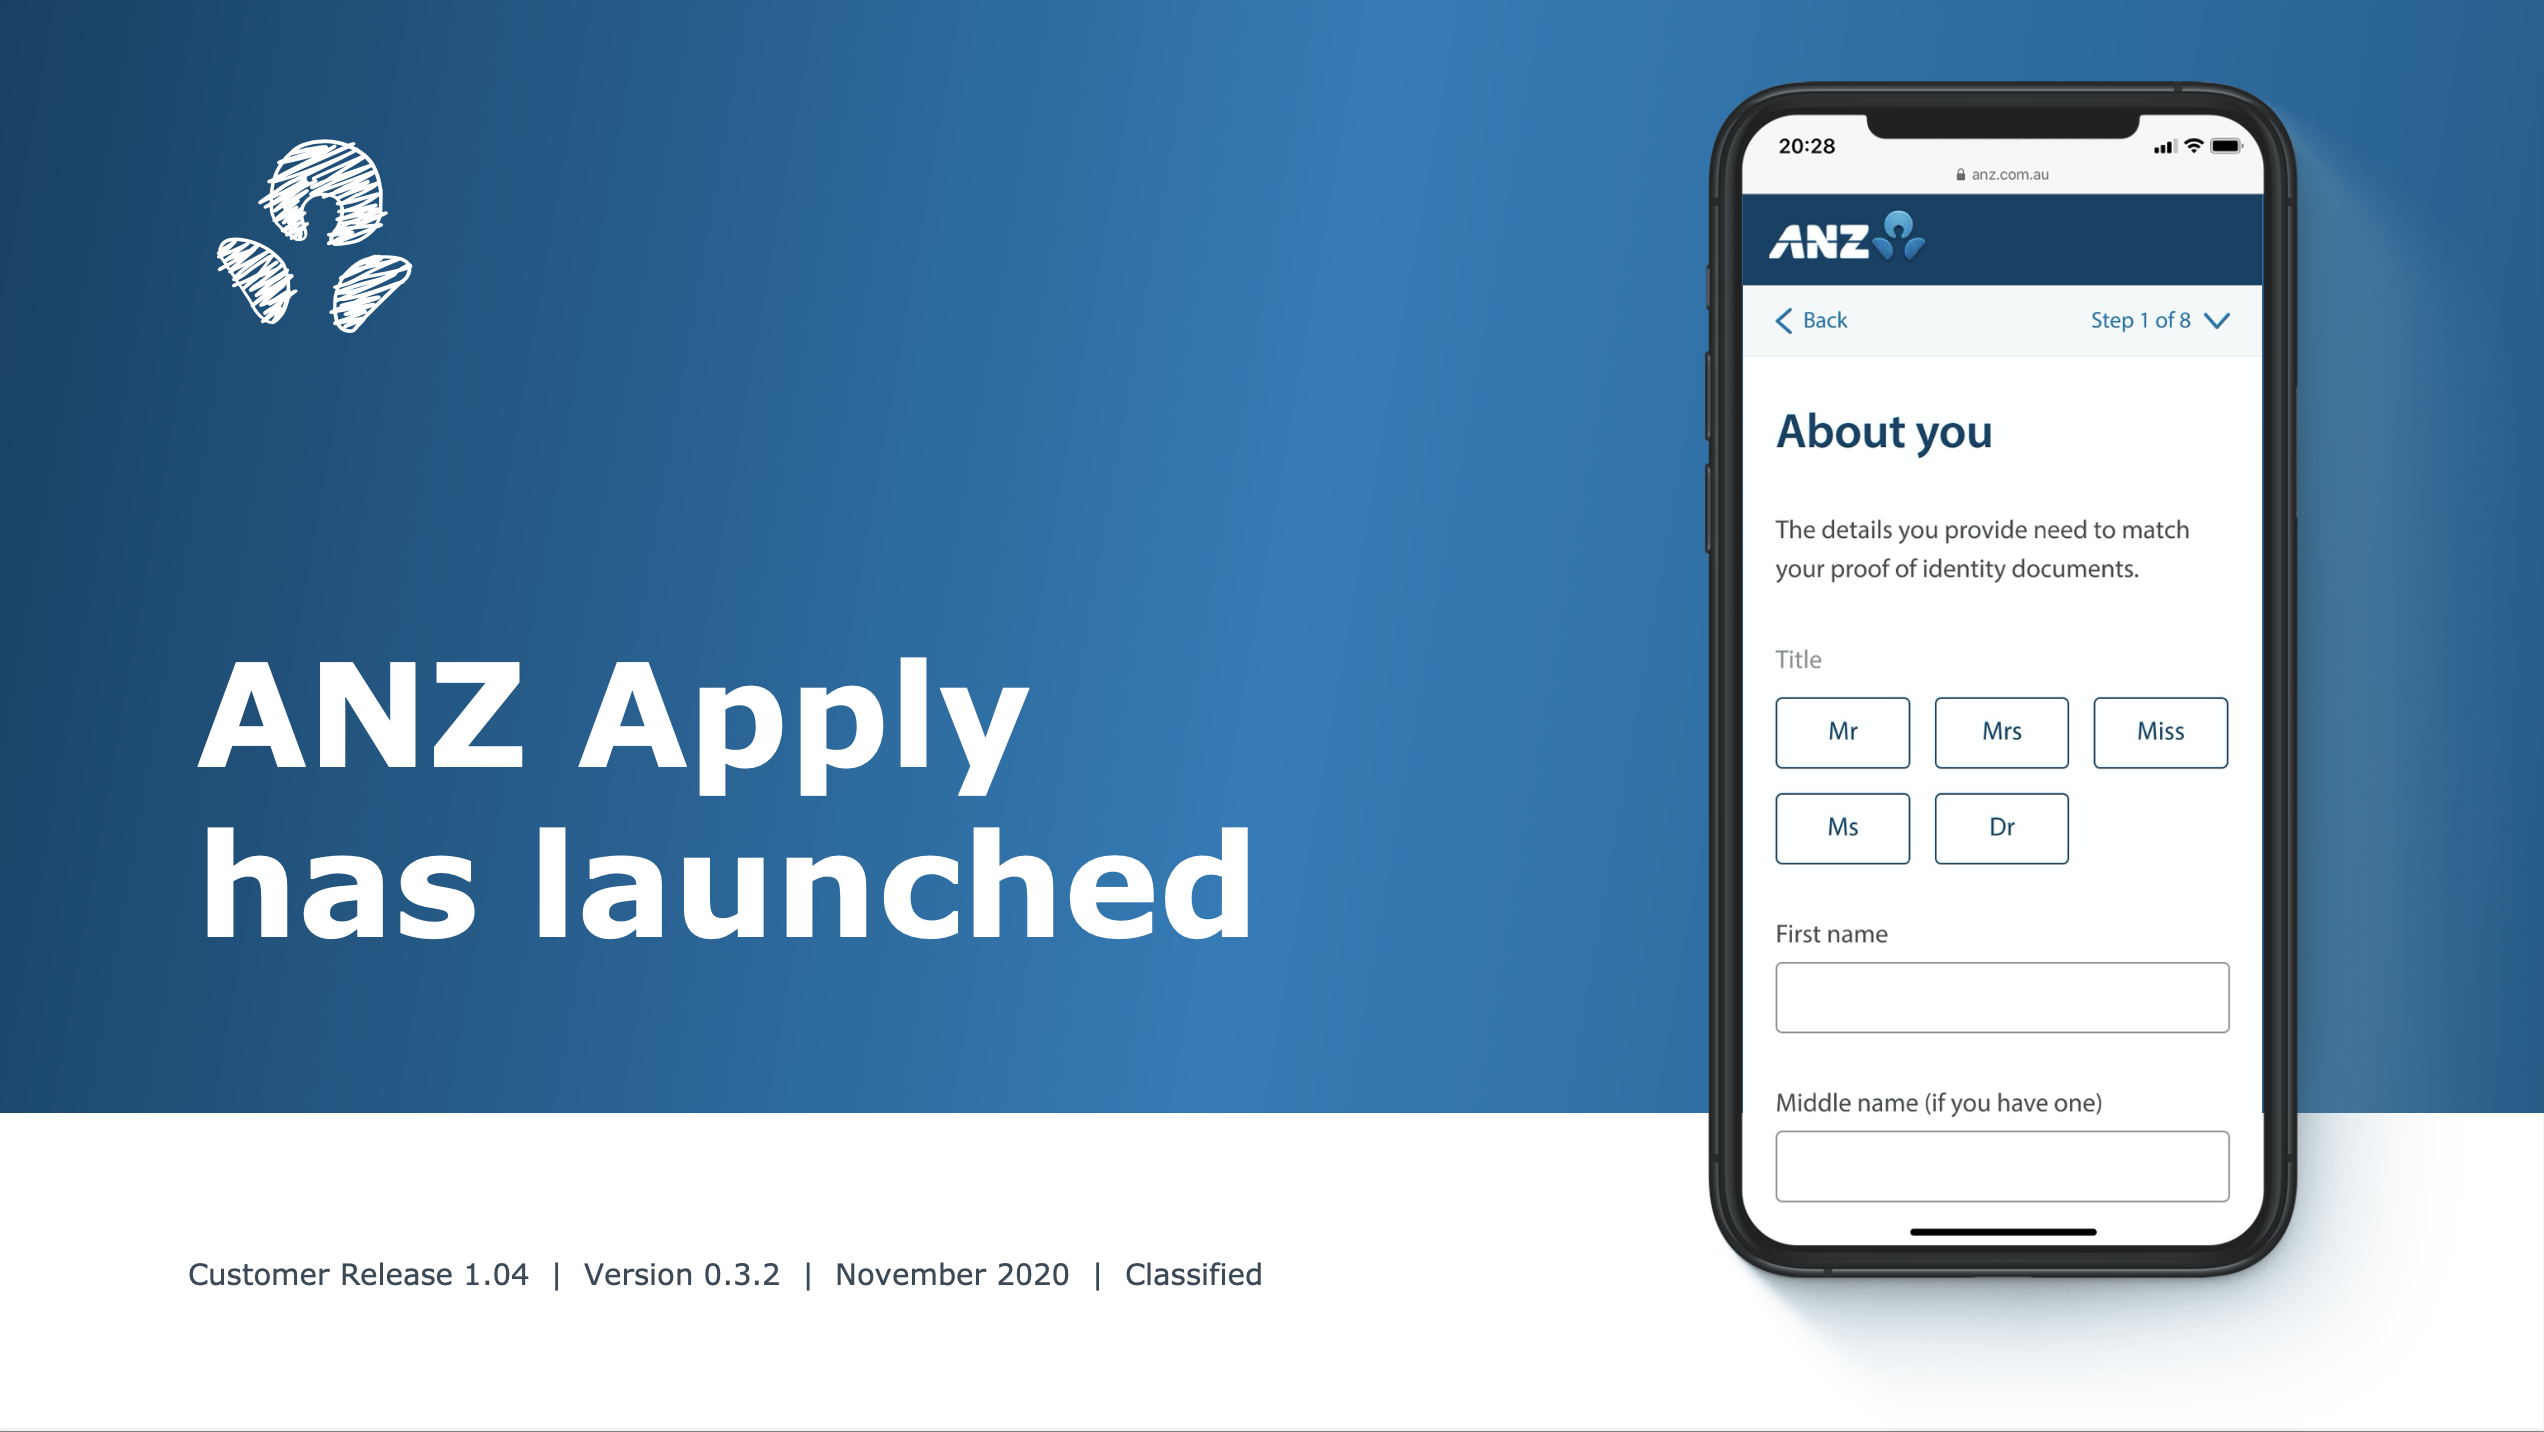 ANZ Apply
has launched
Customer Release 1.04 | Version 0.3.2 | November 2020 | Classified
20:28
anz.com.au
ANZ
Back
Step 1 of 8
About you
The details you provide need to match
your proof of identity documents.
Title
Mr Mrs Miss
Ms Dr
First name
Middle name (if you have one)